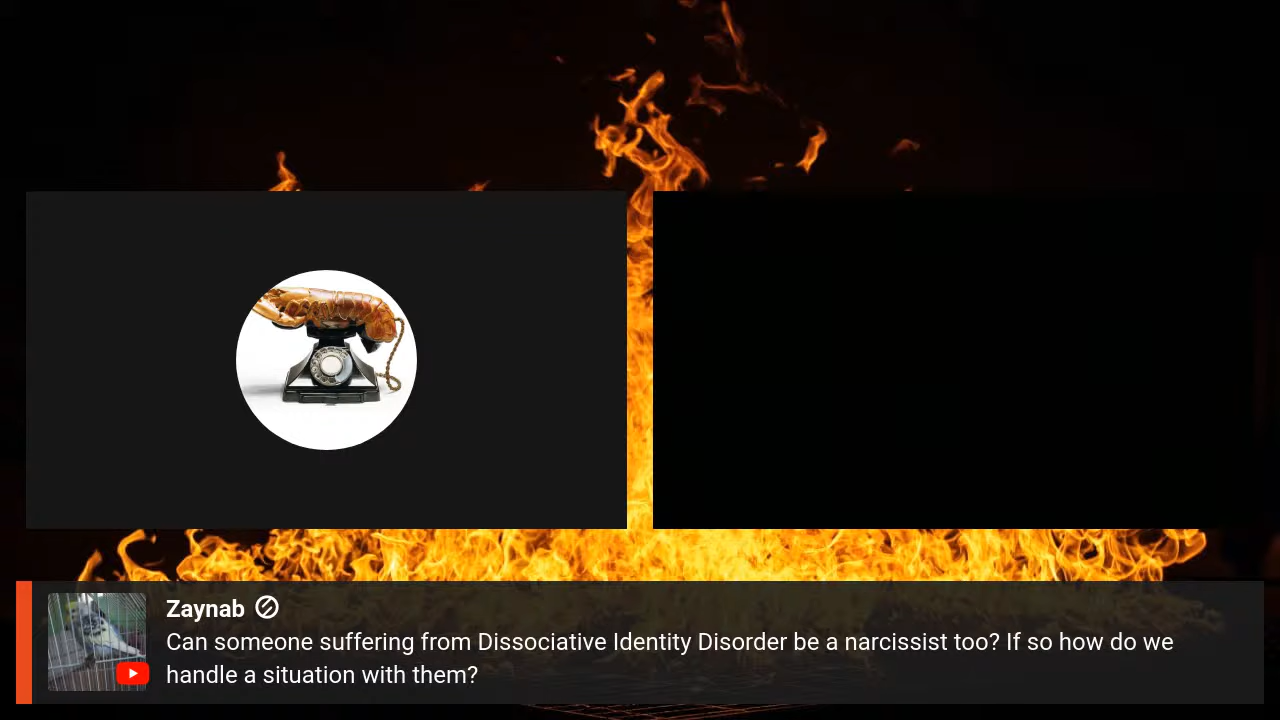 Zaynab
Can someone suffering from Dissociative Identity Disorder be a narcissist too? If so how do we
handle a situation with them?